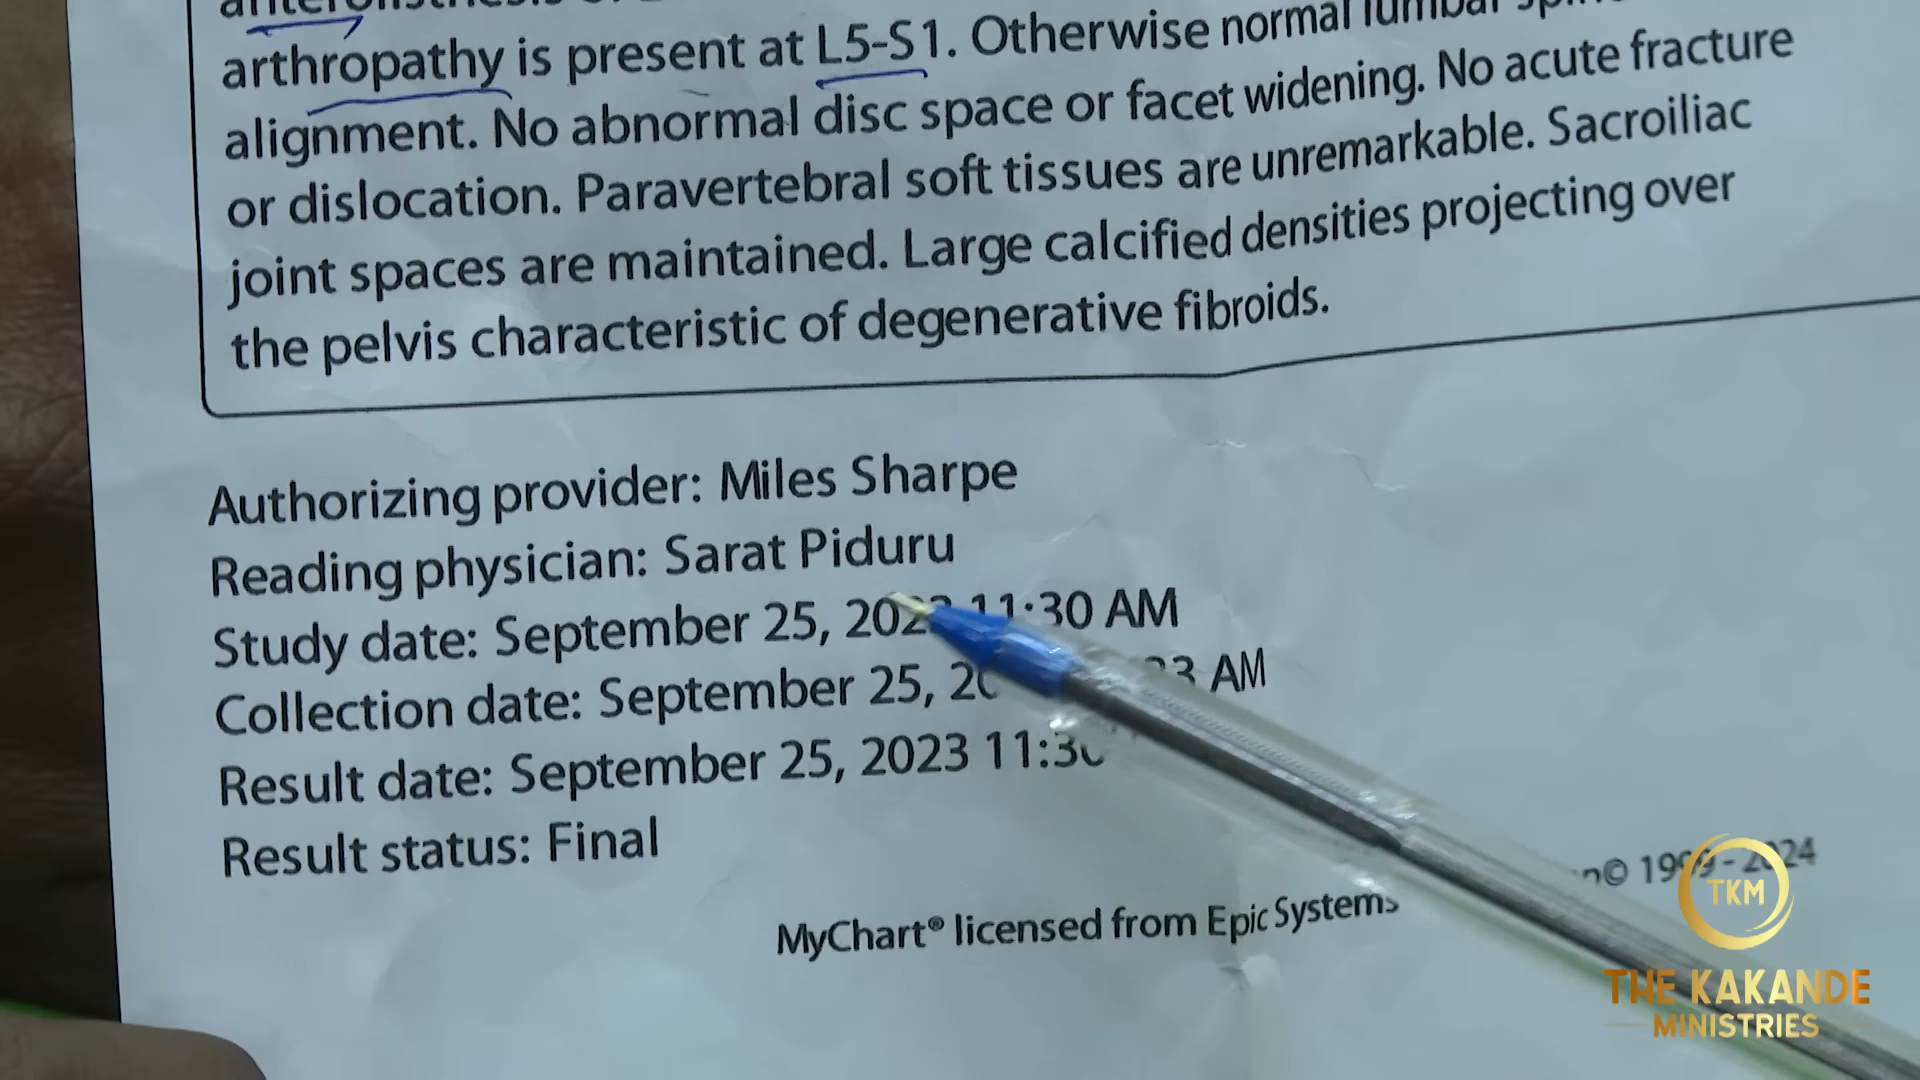 arthropathy is present at L5-S1. Otherwise normal lumbar
alignment. No abnormal disc space or facet widening. No acute fracture
or dislocation. Paravertebral soft tissues are unremarkable. Sacroiliac
joint spaces are maintained. Large calcified densities projecting over
the pelvis characteristic of degenerative fibroids.
Authorizing provider: Miles Sharpe
Reading physician: Sarat Piduru
Study date: September 25, 11:30 AM
Collection date: September 25, AM
Result date: September 25, 2023
Result status: Final
MyChart® licensed from Epic Systems © 1999 - 2024
TKM
THE KAKANDE
MINISTRIES